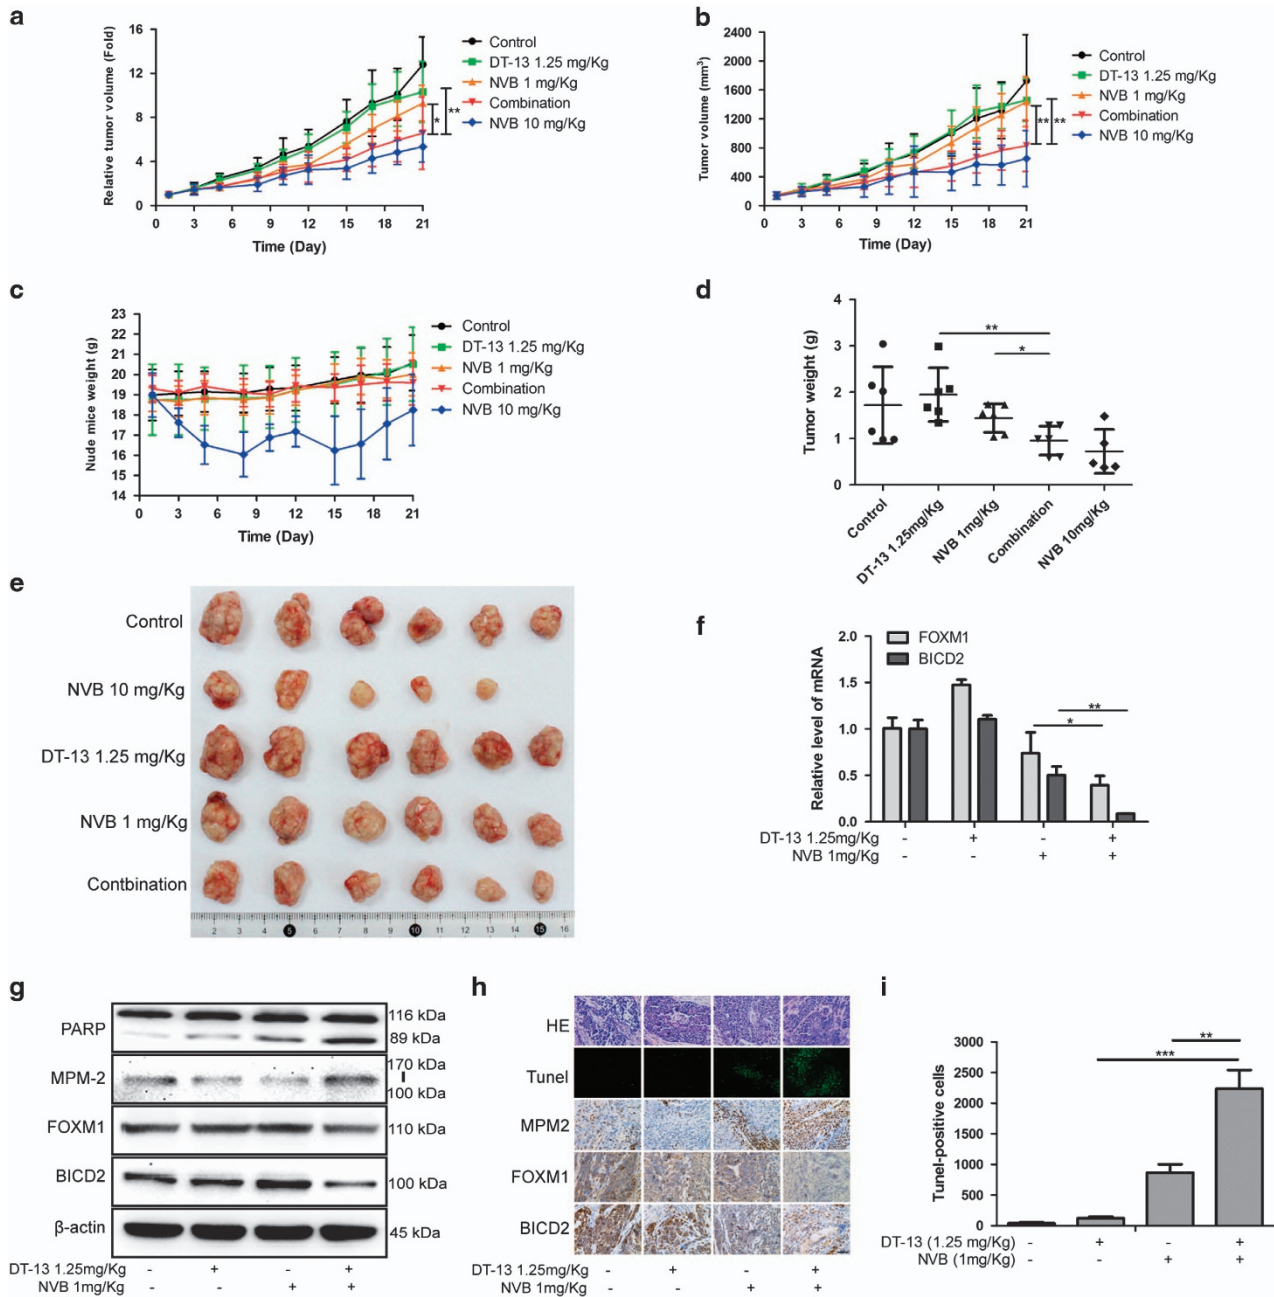 a
Relative tumor volume (Fold)
16
12
8
4
0
0 3 6 9 12 15 18 21
Time (Day)
Control
DT-13 1.25 mg/Kg
NVB 1 mg/Kg
Combination
NVB 10 mg/Kg
* **
b
Tumor volume (mm³)
2400
2000
1600
1200
800
400
0
0 3 6 9 12 15 18 21
Time (Day)
Control
DT-13 1.25 mg/Kg
NVB 1 mg/Kg
Combination
NVB 10 mg/Kg
** **
c
Nude mice weight (g)
23
22
21
20
19
18
17
16
15
14
0 3 6 9 12 15 18 21
Time (Day)
Control
DT-13 1.25 mg/Kg
NVB 1 mg/Kg
Combination
NVB 10 mg/Kg
d
Tumor weight (g)
4
3
2
1
0
**
*
Control
DT-13 1.25mg/Kg
NVB 1mg/Kg
Combination
NVB 10mg/Kg
e
Control
NVB 10 mg/Kg
DT-13 1.25 mg/Kg
NVB 1 mg/Kg
Contbination
2 3 4 5 6 7 8 9 10 11 12 13 14 15 16
f
Relative level of mRNA
2.0
1.5
1.0
0.5
0.0
FOXM1
BICD2
**
*
DT-13 1.25mg/Kg - + - +
NVB 1mg/Kg - - + +
g
PARP
116 kDa
89 kDa
MPM-2
170 kDa
100 kDa
FOXM1
110 kDa
BICD2
100 kDa
β-actin
45 kDa
DT-13 1.25mg/Kg - + - +
NVB 1mg/Kg - - + +
h
HE
Tunel
MPM2
FOXM1
BICD2
DT-13 1.25mg/Kg - + - +
NVB 1mg/Kg - - + +
i
Tunel-positive cells
3000
2500
2000
1500
1000
500
0
**
***
DT-13 (1.25 mg/Kg) - + - +
NVB (1mg/Kg) - - + +